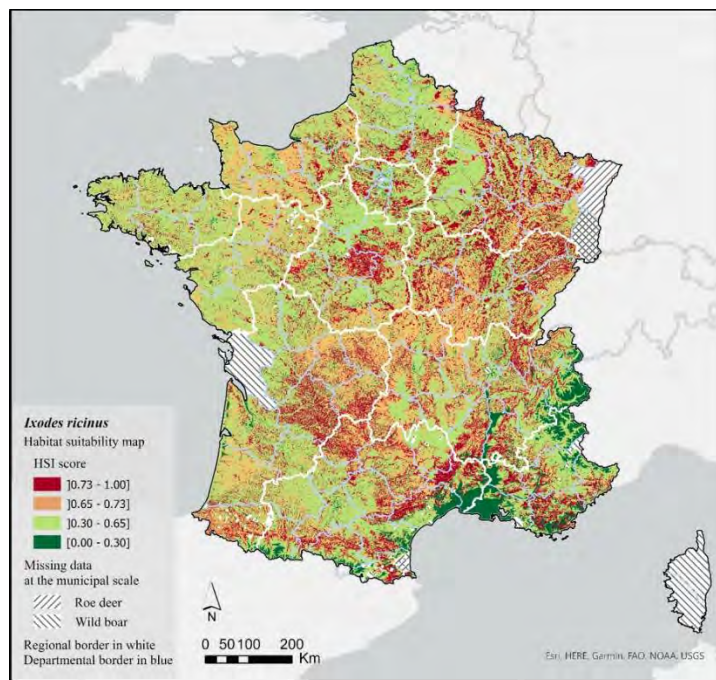 Ixodes ricinus
Habitat suitability map
HSI score
]0.73 - 1.00]
]0.65 - 0.73]
]0.30 - 0.65]
[0.00 - 0.30]
Missing data
at the municipal scale
Roe deer
Wild boar
Regional border in white
Departmental border in blue
N
0 50 100 200
Km
Esri, HERE, Garmin, FAO, NOAA, USGS